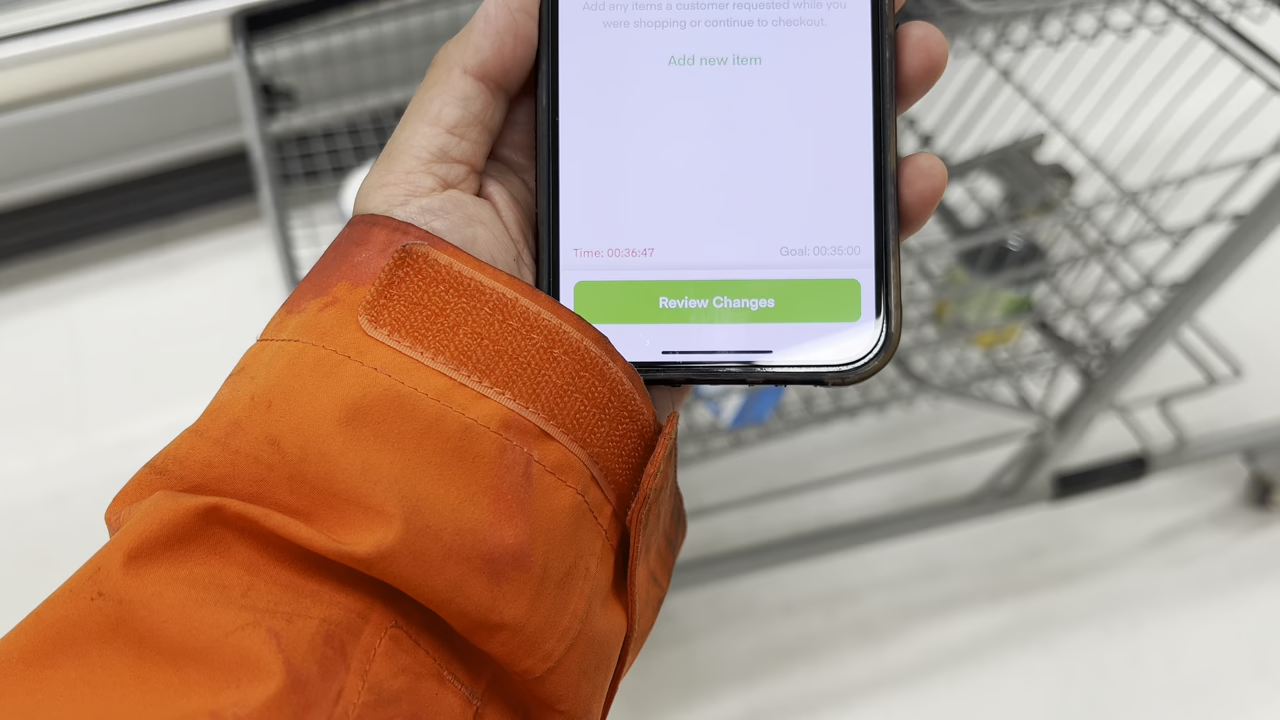 Add any items a customer requested while you
were shopping or continue to checkout.
Add new item
Time: 00:36:47
Goal: 00:35:00
Review Changes